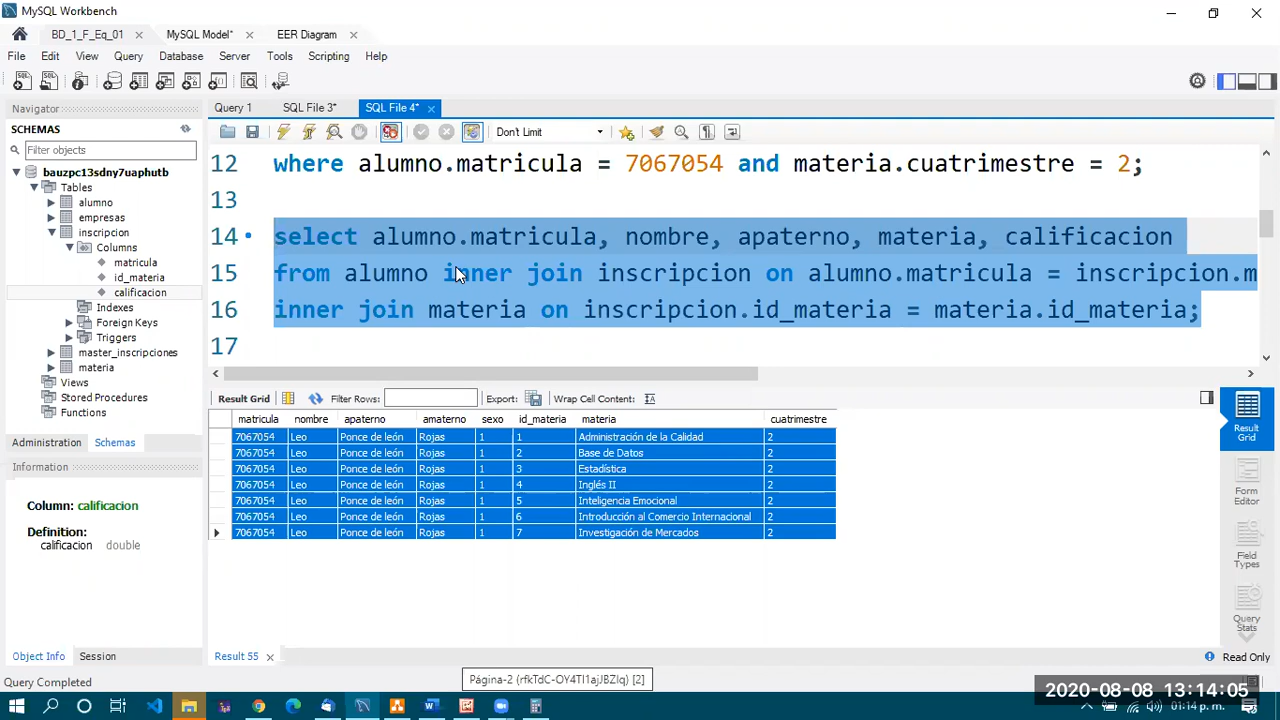 MySQL Workbench
BD_1_F_Eq_01 MySQL Model* EER Diagram
File Edit View Query Database Server Tools Scripting Help
Navigator Query 1 SQL File 3* SQL File 4*
SCHEMAS
Filter objects
Don't Limit
bauzpc13sdny7uaphutb
Tables
alumno
empresas
inscripcion
Columns
matricula
id_materia
calificacion
Indexes
Foreign Keys
Triggers
master_inscripciones
materia
Views
Stored Procedures
Functions
12 where alumno.matricula = 7067054 and materia.cuatrimestre = 2;
13
14 select alumno.matricula, nombre, apaterno, materia, calificacion
15 from alumno inner join inscripcion on alumno.matricula = inscripcion.m
16 inner join materia on inscripcion.id_materia = materia.id_materia;
17
Result Grid Filter Rows: Export: Wrap Cell Content:
matricula nombre apaterno amaterno sexo id_materia materia cuatrimestre
7067054 Leo Ponce de león Rojas 1 1 Administración de la Calidad 2
7067054 Leo Ponce de león Rojas 1 2 Base de Datos 2
7067054 Leo Ponce de león Rojas 1 3 Estadística 2
7067054 Leo Ponce de león Rojas 1 4 Inglés II 2
7067054 Leo Ponce de león Rojas 1 5 Inteligencia Emocional 2
7067054 Leo Ponce de león Rojas 1 6 Introducción al Comercio Internacional 2
7067054 Leo Ponce de león Rojas 1 7 Investigación de Mercados 2
Result Grid
Form Editor
Field Types
Query Stats
Administration Schemas
Information
Column: calificacion
Definition:
calificacion double
Object Info Session
Result 55
Read Only
Query Completed
Página-2 (rfkTdC-OY4Tl1ajJBZIq) [2]
2020-08-08 13:14:05
01:14 p. m.